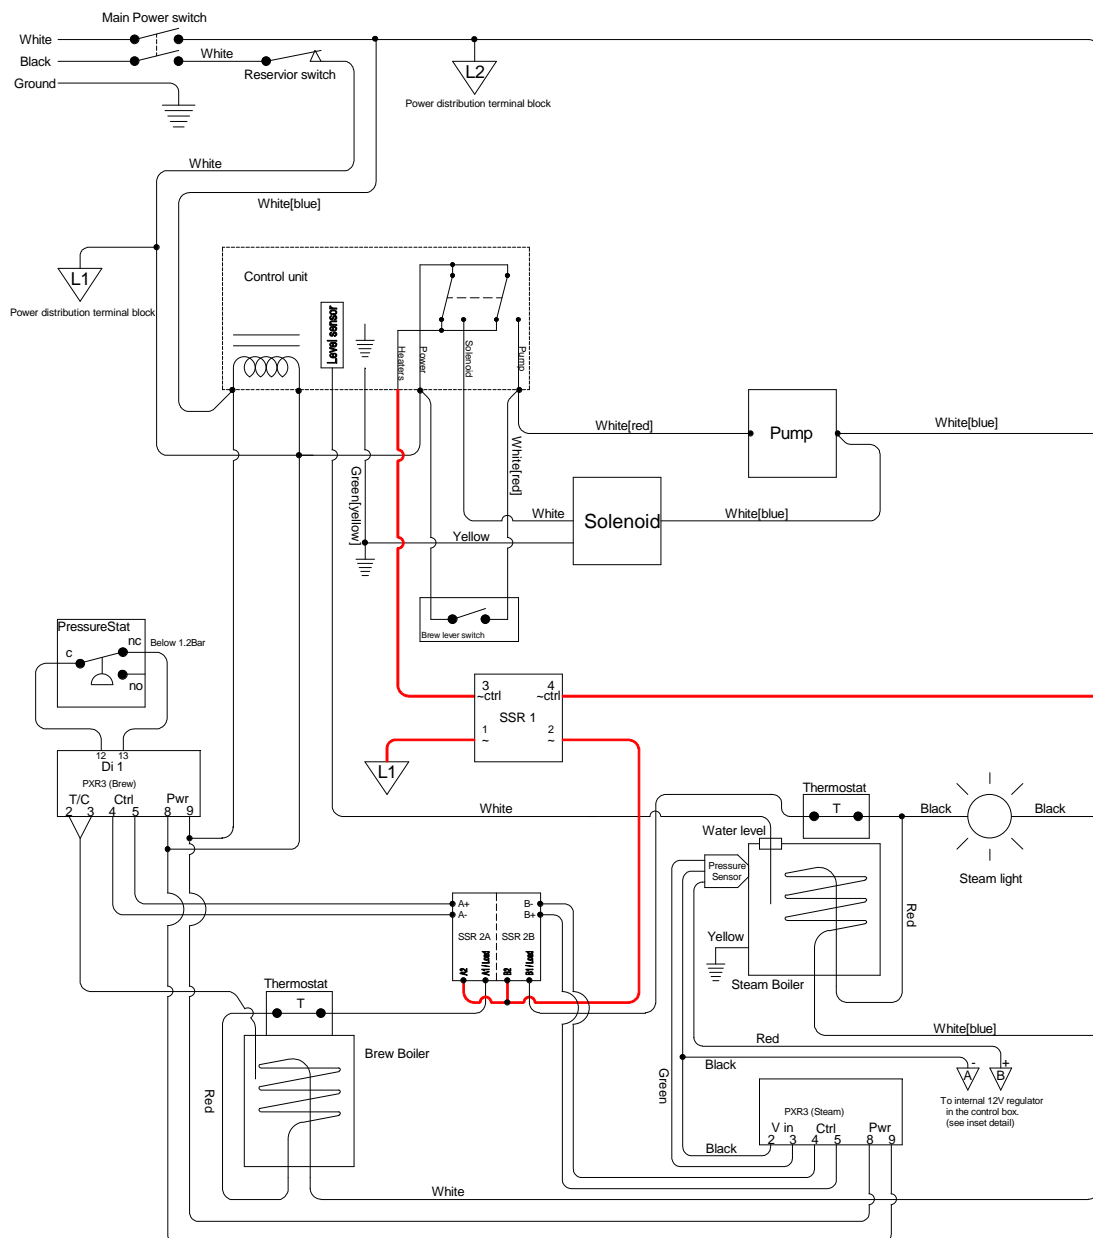 Main Power switch
White
Black
White
Ground
Reservior switch
L2
Power distribution terminal block
White
White[blue]
L1
Power distribution terminal block
Control unit
Level sensor
Heaters
Power
Solenoid
Pump
White[red]
Pump
White[blue]
Green[yellow]
White[red]
White
Solenoid
White[blue]
Yellow
Brew lever switch
PressureStat
nc
Below 1.2Bar
c
no
3
4
~ctrl
~ctrl
SSR 1
1
2
~
~
L1
12
13
Di 1
PXR3 (Brew)
T/C
Ctrl
Pwr
2
3
4
5
8
9
White
Thermostat
T
Black
Black
Water level
Pressure
Sensor
Steam light
Red
Yellow
Steam Boiler
A+
B-
A-
B+
SSR 2A
SSR 2B
A2
A1 / Load
B2
B1 / Load
Thermostat
T
Brew Boiler
Red
White[blue]
Red
Black
Green
-
+
A
B
To internal 12V regulator
in the control box.
(see inset detail)
PXR3 (Steam)
V in
Ctrl
Pwr
2
3
4
5
8
9
Black
White